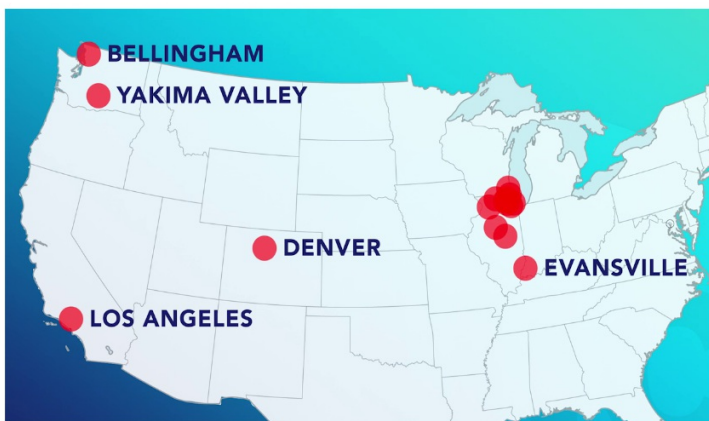 BELLINGHAM
YAKIMA VALLEY
DENVER
EVANSVILLE
LOS ANGELES